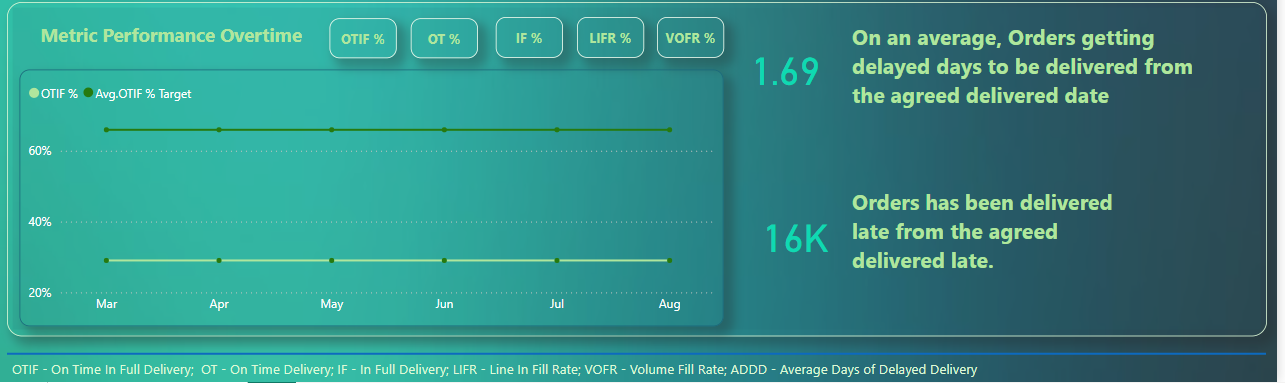 Metric Performance Overtime
OTIF %
OT %
IF %
LIFR %
VOFR %
OTIF % Avg.OTIF % Target
60%
40%
20%
Mar Apr May Jun Jul Aug
1.69
On an average, Orders getting
delayed days to be delivered from
the agreed delivered date
16K
Orders has been delivered
late from the agreed
delivered late.
OTIF - On Time In Full Delivery; OT - On Time Delivery; IF - In Full Delivery; LIFR - Line In Fill Rate; VOFR - Volume Fill Rate; ADDD - Average Days of Delayed Delivery